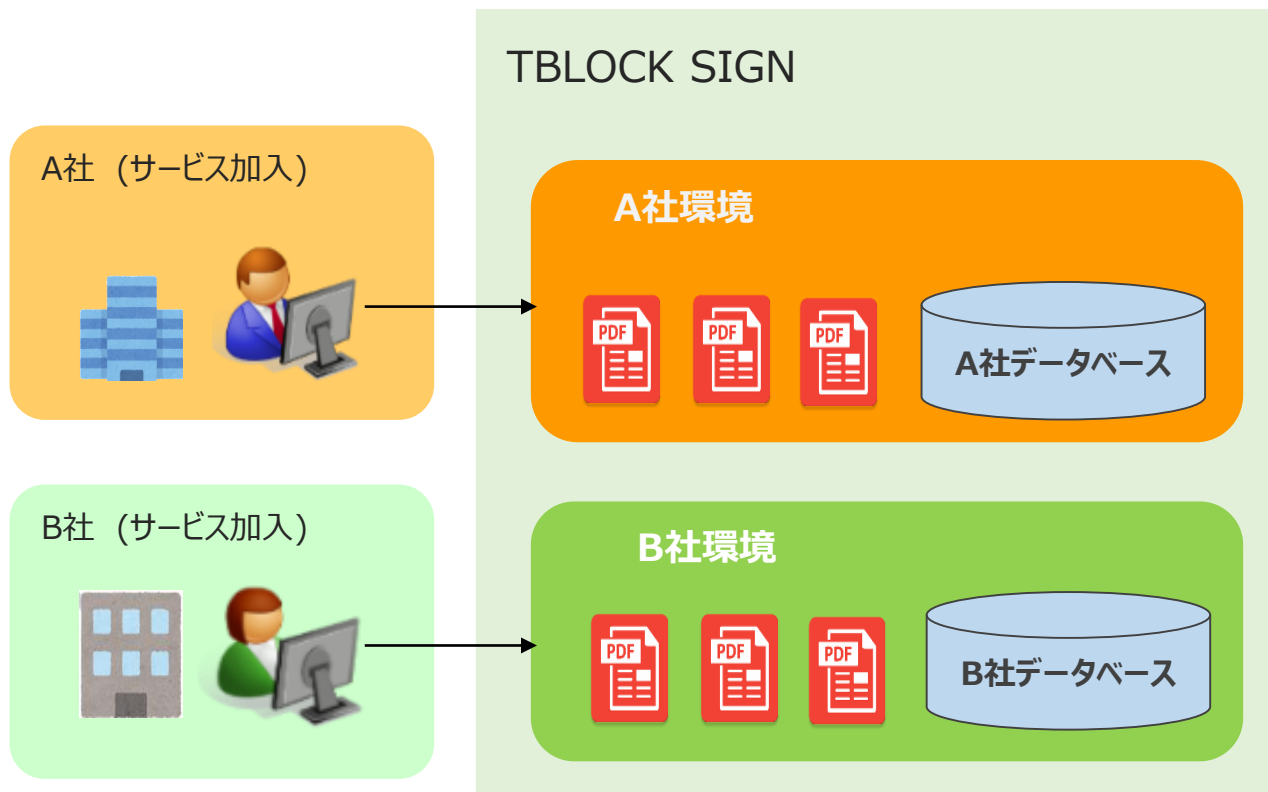 TBLOCK SIGN
A社 (サービス加入)
A社環境
PDF
PDF
PDF
A社データベース
B社 (サービス加入)
B社環境
PDF
PDF
PDF
B社データベース